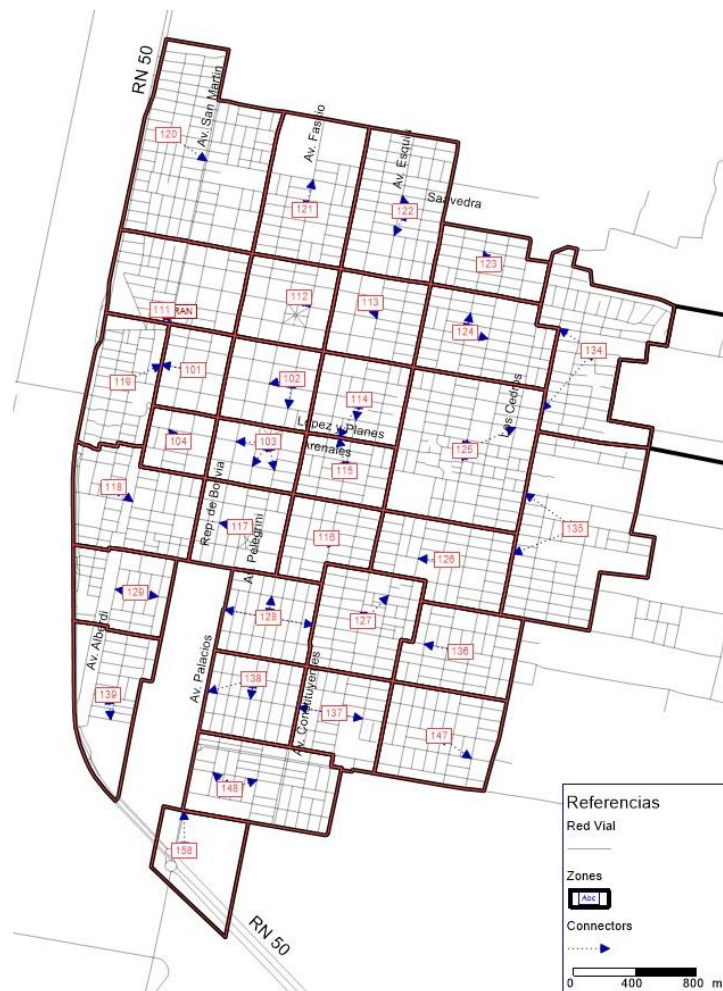 RN 50
Av. San Martin
120
Av. Fassio
Av. Esquiu
Saavedra
121
122
123
112
113
111
RAN
124
134
101
119
102
114
Lopez y Planes
Los Cedros
104
103
Arenales
115
125
118
Rep. de Bolivia
117
Av. Pelegrini
116
135
126
129
128
127
136
Av. Alberdi
Av. Palacios
139
138
Av. Constituyentes
137
147
148
158
RN 50
Referencias
Red Vial
Zones
Abc
Connectors
0 400 800 m